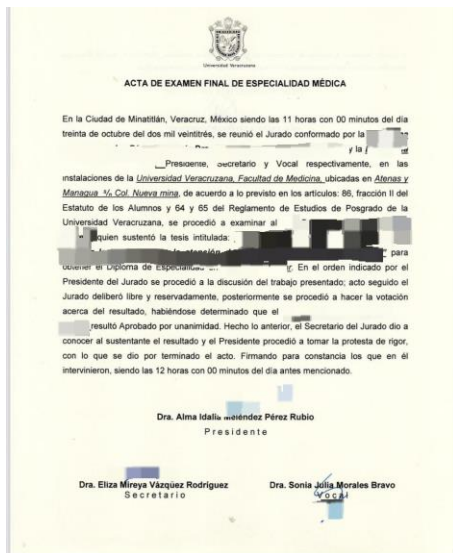 Universidad Veracruzana
ACTA DE EXAMEN FINAL DE ESPECIALIDAD MÉDICA
En la Ciudad de Minatitlán, Veracruz, México siendo las 11 horas con 00 minutos del día
treinta de octubre del dos mil veintitrés, se reunió el Jurado conformado por la
y la
Presidente, Secretario y Vocal respectivamente, en las
instalaciones de la Universidad Veracruzana, Facultad de Medicina, ubicadas en Atenas y
Managua s/n Col. Nueva mina, de acuerdo a lo previsto en los artículos: 86, fracción II del
Estatuto de los Alumnos y 64 y 65 del Reglamento de Estudios de Posgrado de la
Universidad Veracruzana, se procedió a examinar al
quien sustentó la tesis intitulada:
para
obtener el Diploma de Especialidad En el orden indicado por el
Presidente del Jurado se procedió a la discusión del trabajo presentado; acto seguido el
Jurado deliberó libre y reservadamente, posteriormente se procedió a hacer la votación
acerca del resultado, habiéndose determinado que el
resultó Aprobado por unanimidad. Hecho lo anterior, el Secretario del Jurado dio a
conocer al sustentante el resultado y el Presidente procedió a tomar la protesta de rigor,
con lo que se dio por terminado el acto. Firmando para constancia los que en él
intervinieron, siendo las 12 horas con 00 minutos del día antes mencionado.
Dra. Alma Idalia Meléndez Pérez Rubio
Presidente
Dra. Eliza Mireya Vázquez Rodríguez
Secretario
Dra. Sonia Julia Morales Bravo
Vocal